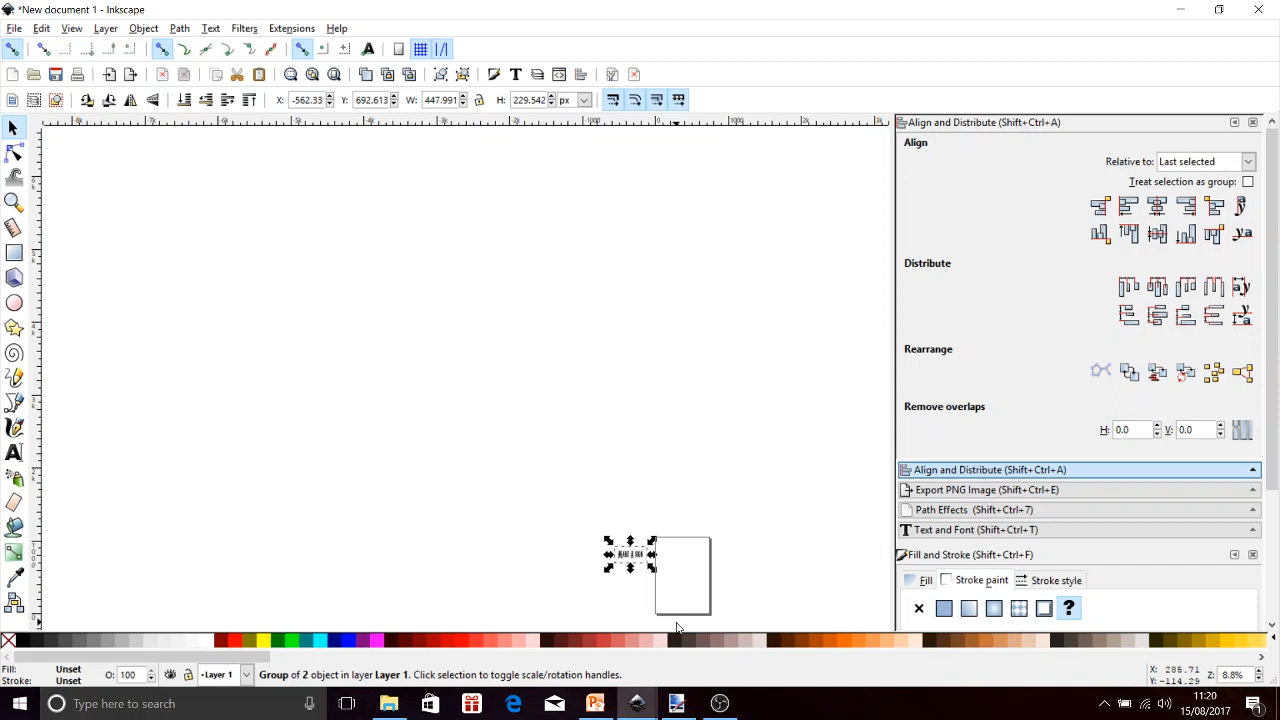 *New document 1 - Inkscape
File Edit View Layer Object Path Text Filters Extensions Help
X: -562.33 Y: 692.613 W: 447.991 H: 229.542 px
Align and Distribute (Shift+Ctrl+A)
Align
Relative to: Last selected
Treat selection as group:
Distribute
Rearrange
Remove overlaps
H: 0.0 V: 0.0
Align and Distribute (Shift+Ctrl+A)
Export PNG Image (Shift+Ctrl+E)
Path Effects (Shift+Ctrl+7)
Text and Font (Shift+Ctrl+T)
Fill and Stroke (Shift+Ctrl+F)
Fill Stroke paint Stroke style
MAKE A SIGN
Fill: Unset
Stroke: Unset
O: 100
Layer 1
Group of 2 object in layer Layer 1. Click selection to toggle scale/rotation handles.
X: 285.71
Y: -114.29
Z: 8.8%
Type here to search
11:20
15/08/2017